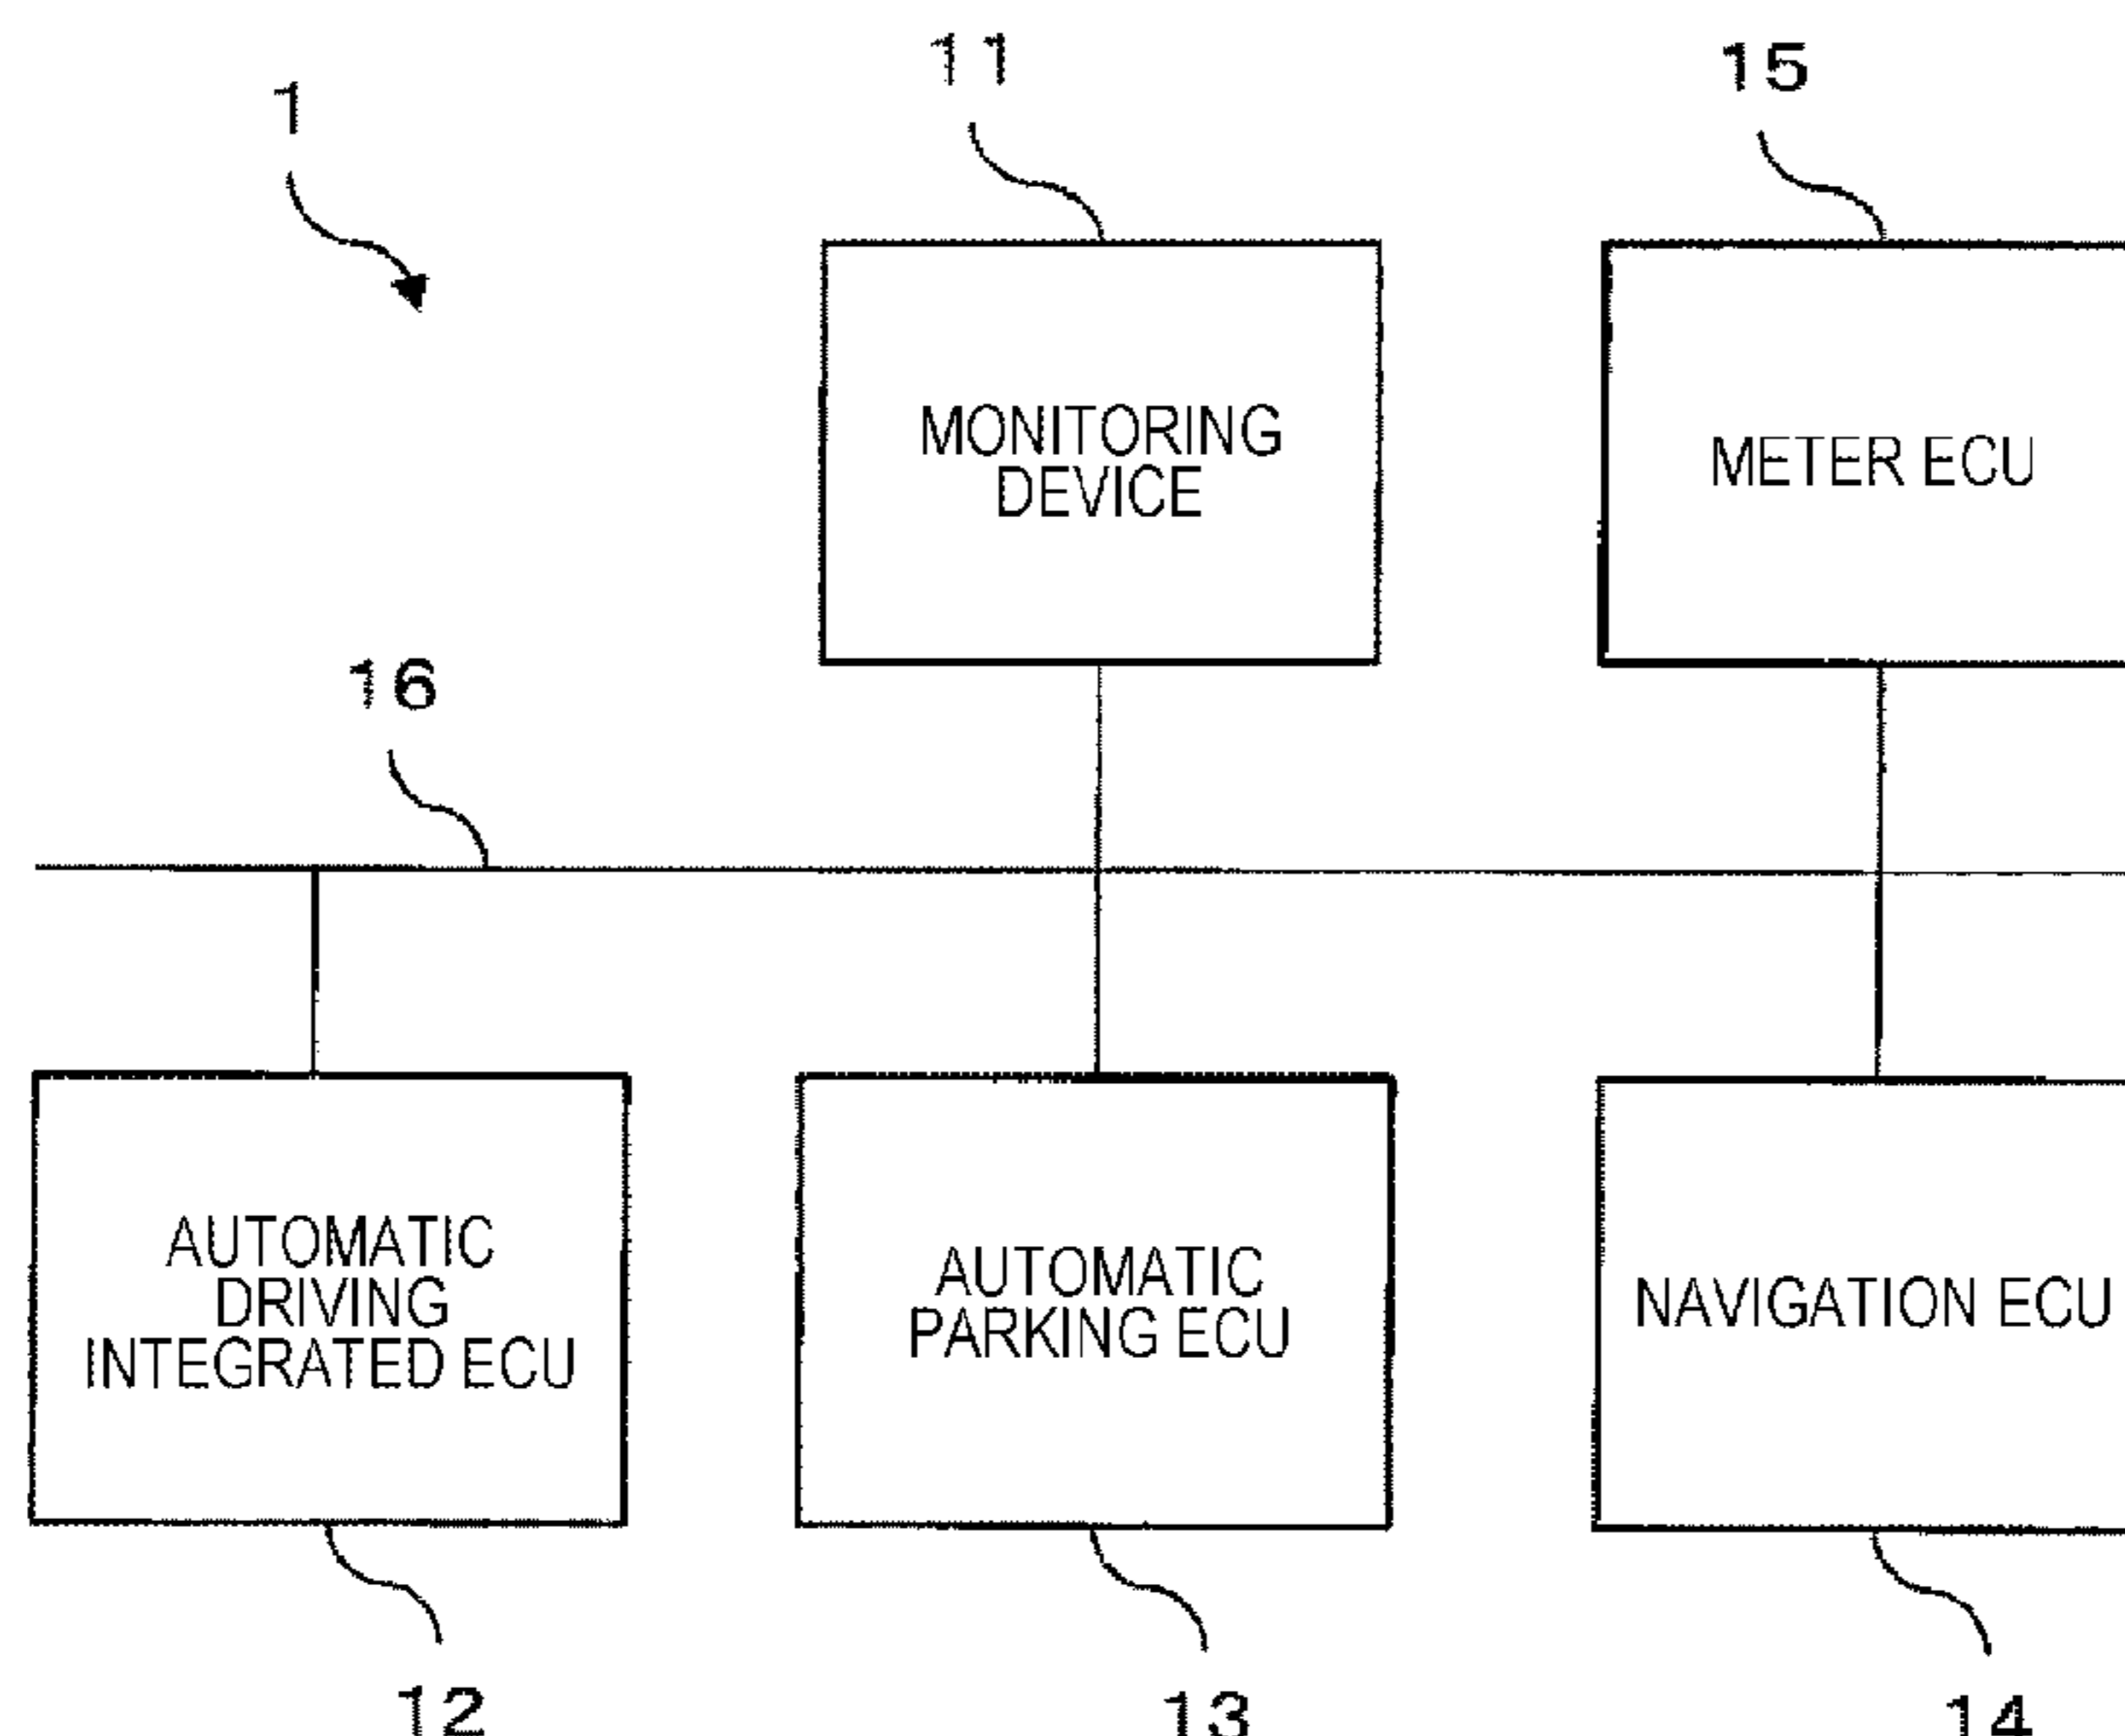 1
11
15
MONITORING
DEVICE
METER ECU
16
AUTOMATIC
DRIVING
INTEGRATED ECU
AUTOMATIC
PARKING ECU
NAVIGATION ECU
12
13
14